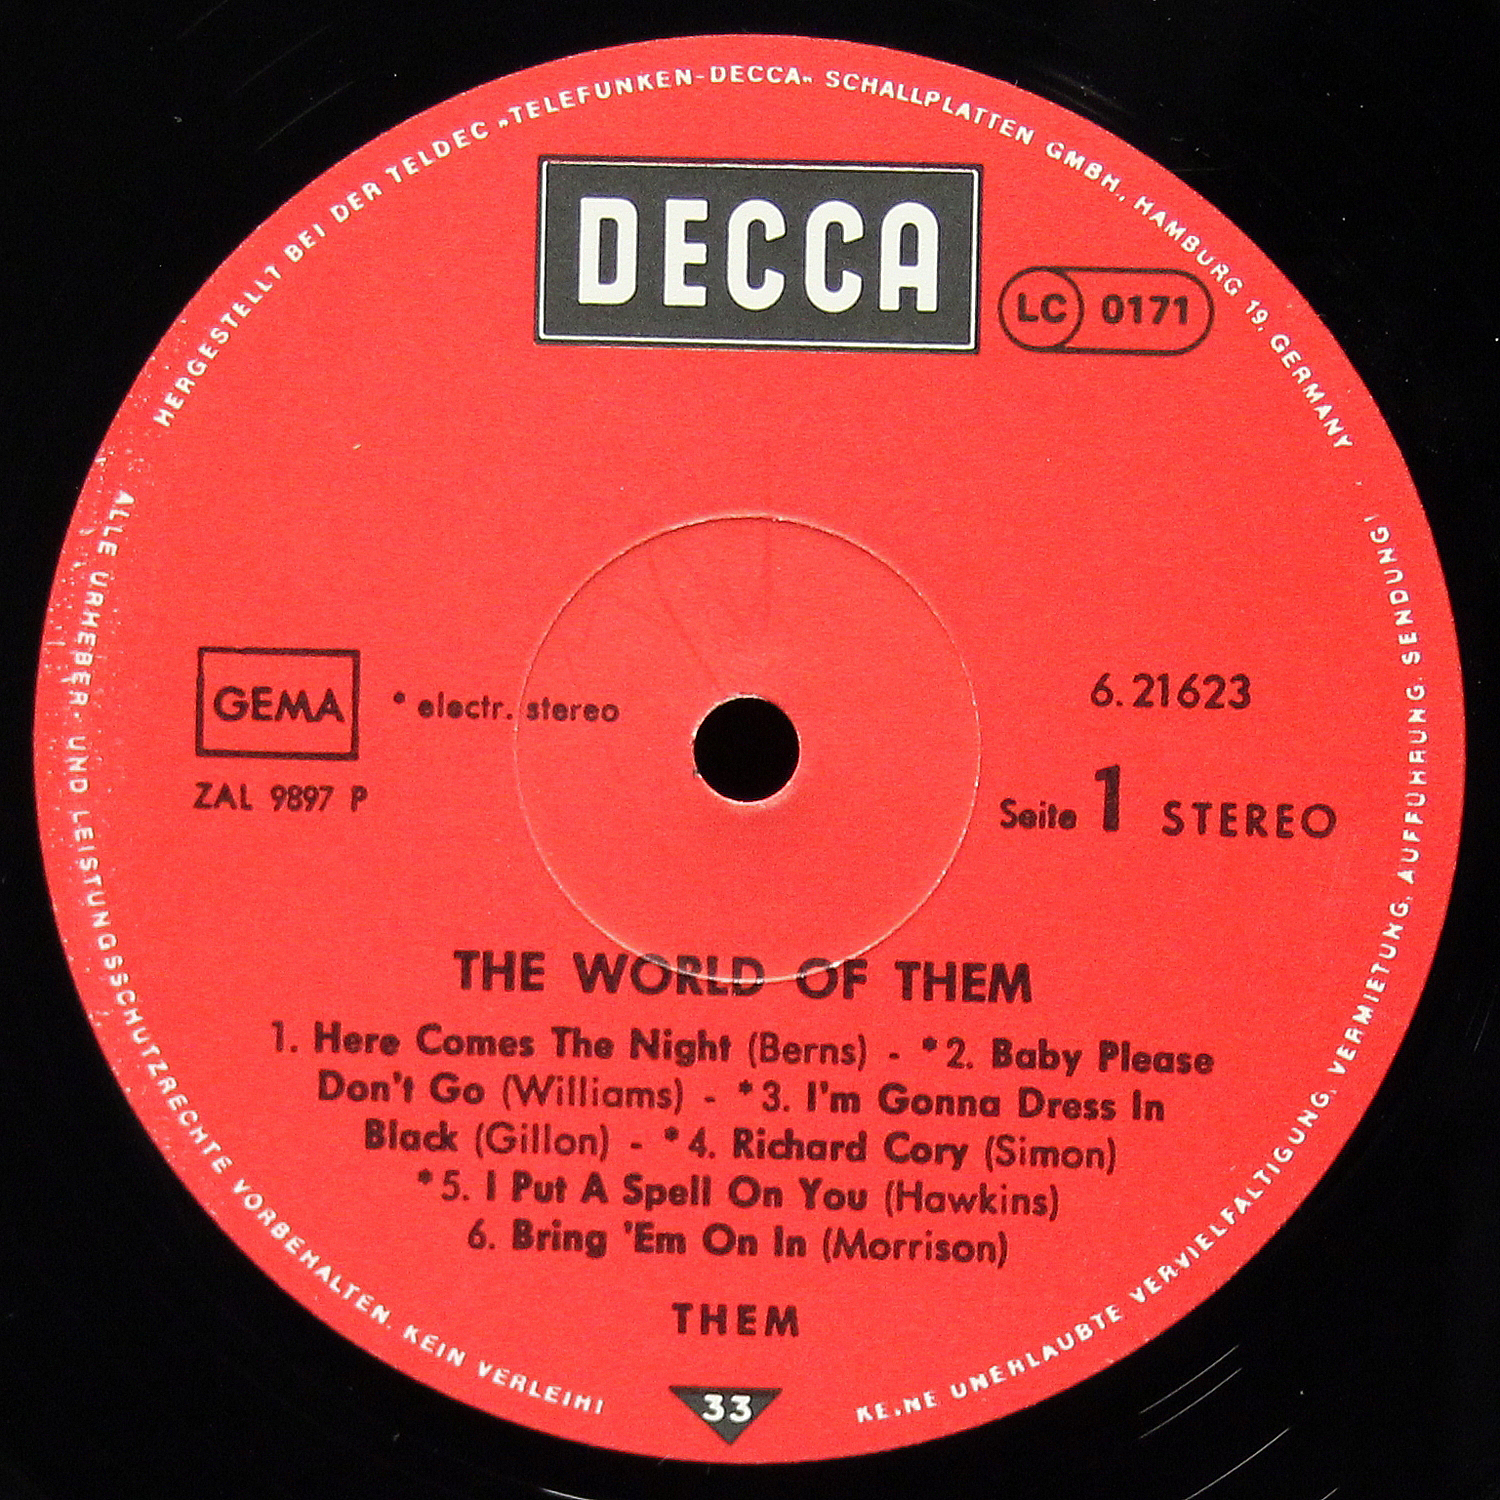 HERGESTELLT BEI DER TELDEC »TELEFUNKEN-DECCA« SCHALLPLATTEN GMBH., HAMBURG 19, GERMANY
DECCA
LC 0171
GEMA
* electr. stereo
6.21623
ZAL 9897 P
Seite 1 STEREO
THE WORLD OF THEM
1. Here Comes The Night (Berns) - *2. Baby Please
Don't Go (Williams) - *3. I'm Gonna Dress In
Black (Gillon) - *4. Richard Cory (Simon)
*5. I Put A Spell On You (Hawkins)
6. Bring 'Em On In (Morrison)
THEM
33
ALLE URHEBER- UND LEISTUNGSSCHUTZRECHTE VORBEHALTEN. KEIN VERLEIH!
KEINE UNERLAUBTE VERVIELFÄLTIGUNG, VERMIETUNG, AUFFÜHRUNG, SENDUNG!